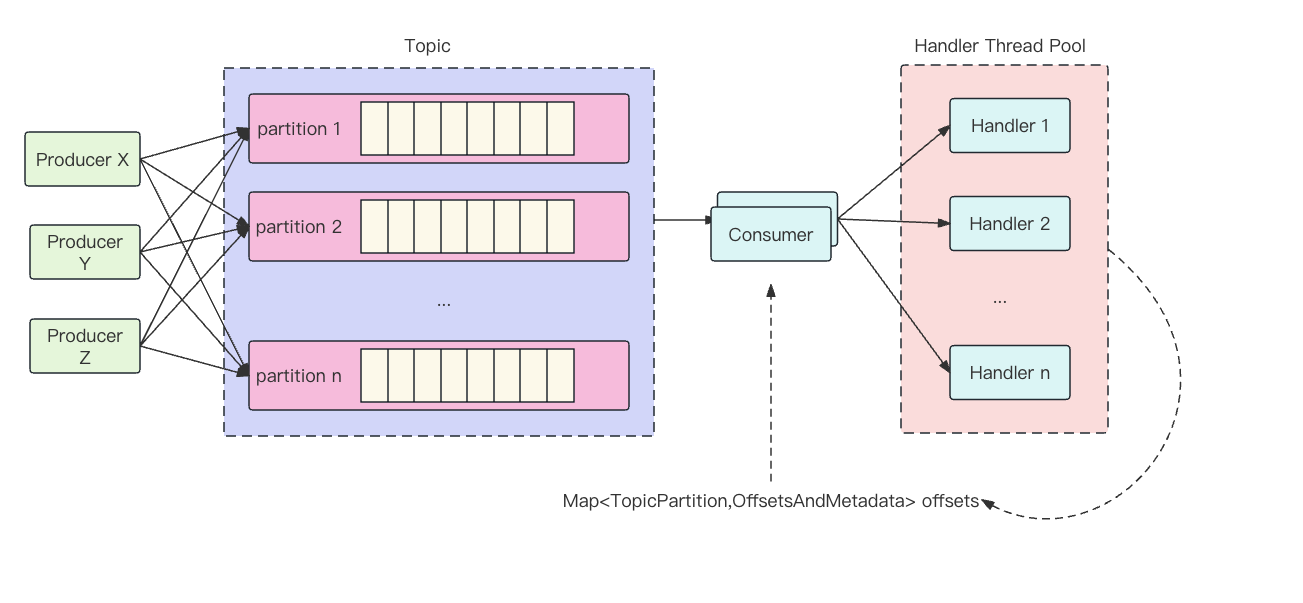 Topic
Handler Thread Pool
Producer X
Producer
Y
Producer
Z
partition 1
partition 2
...
partition n
Consumer
Handler 1
Handler 2
...
Handler n
Map<TopicPartition,OffsetsAndMetadata> offsets